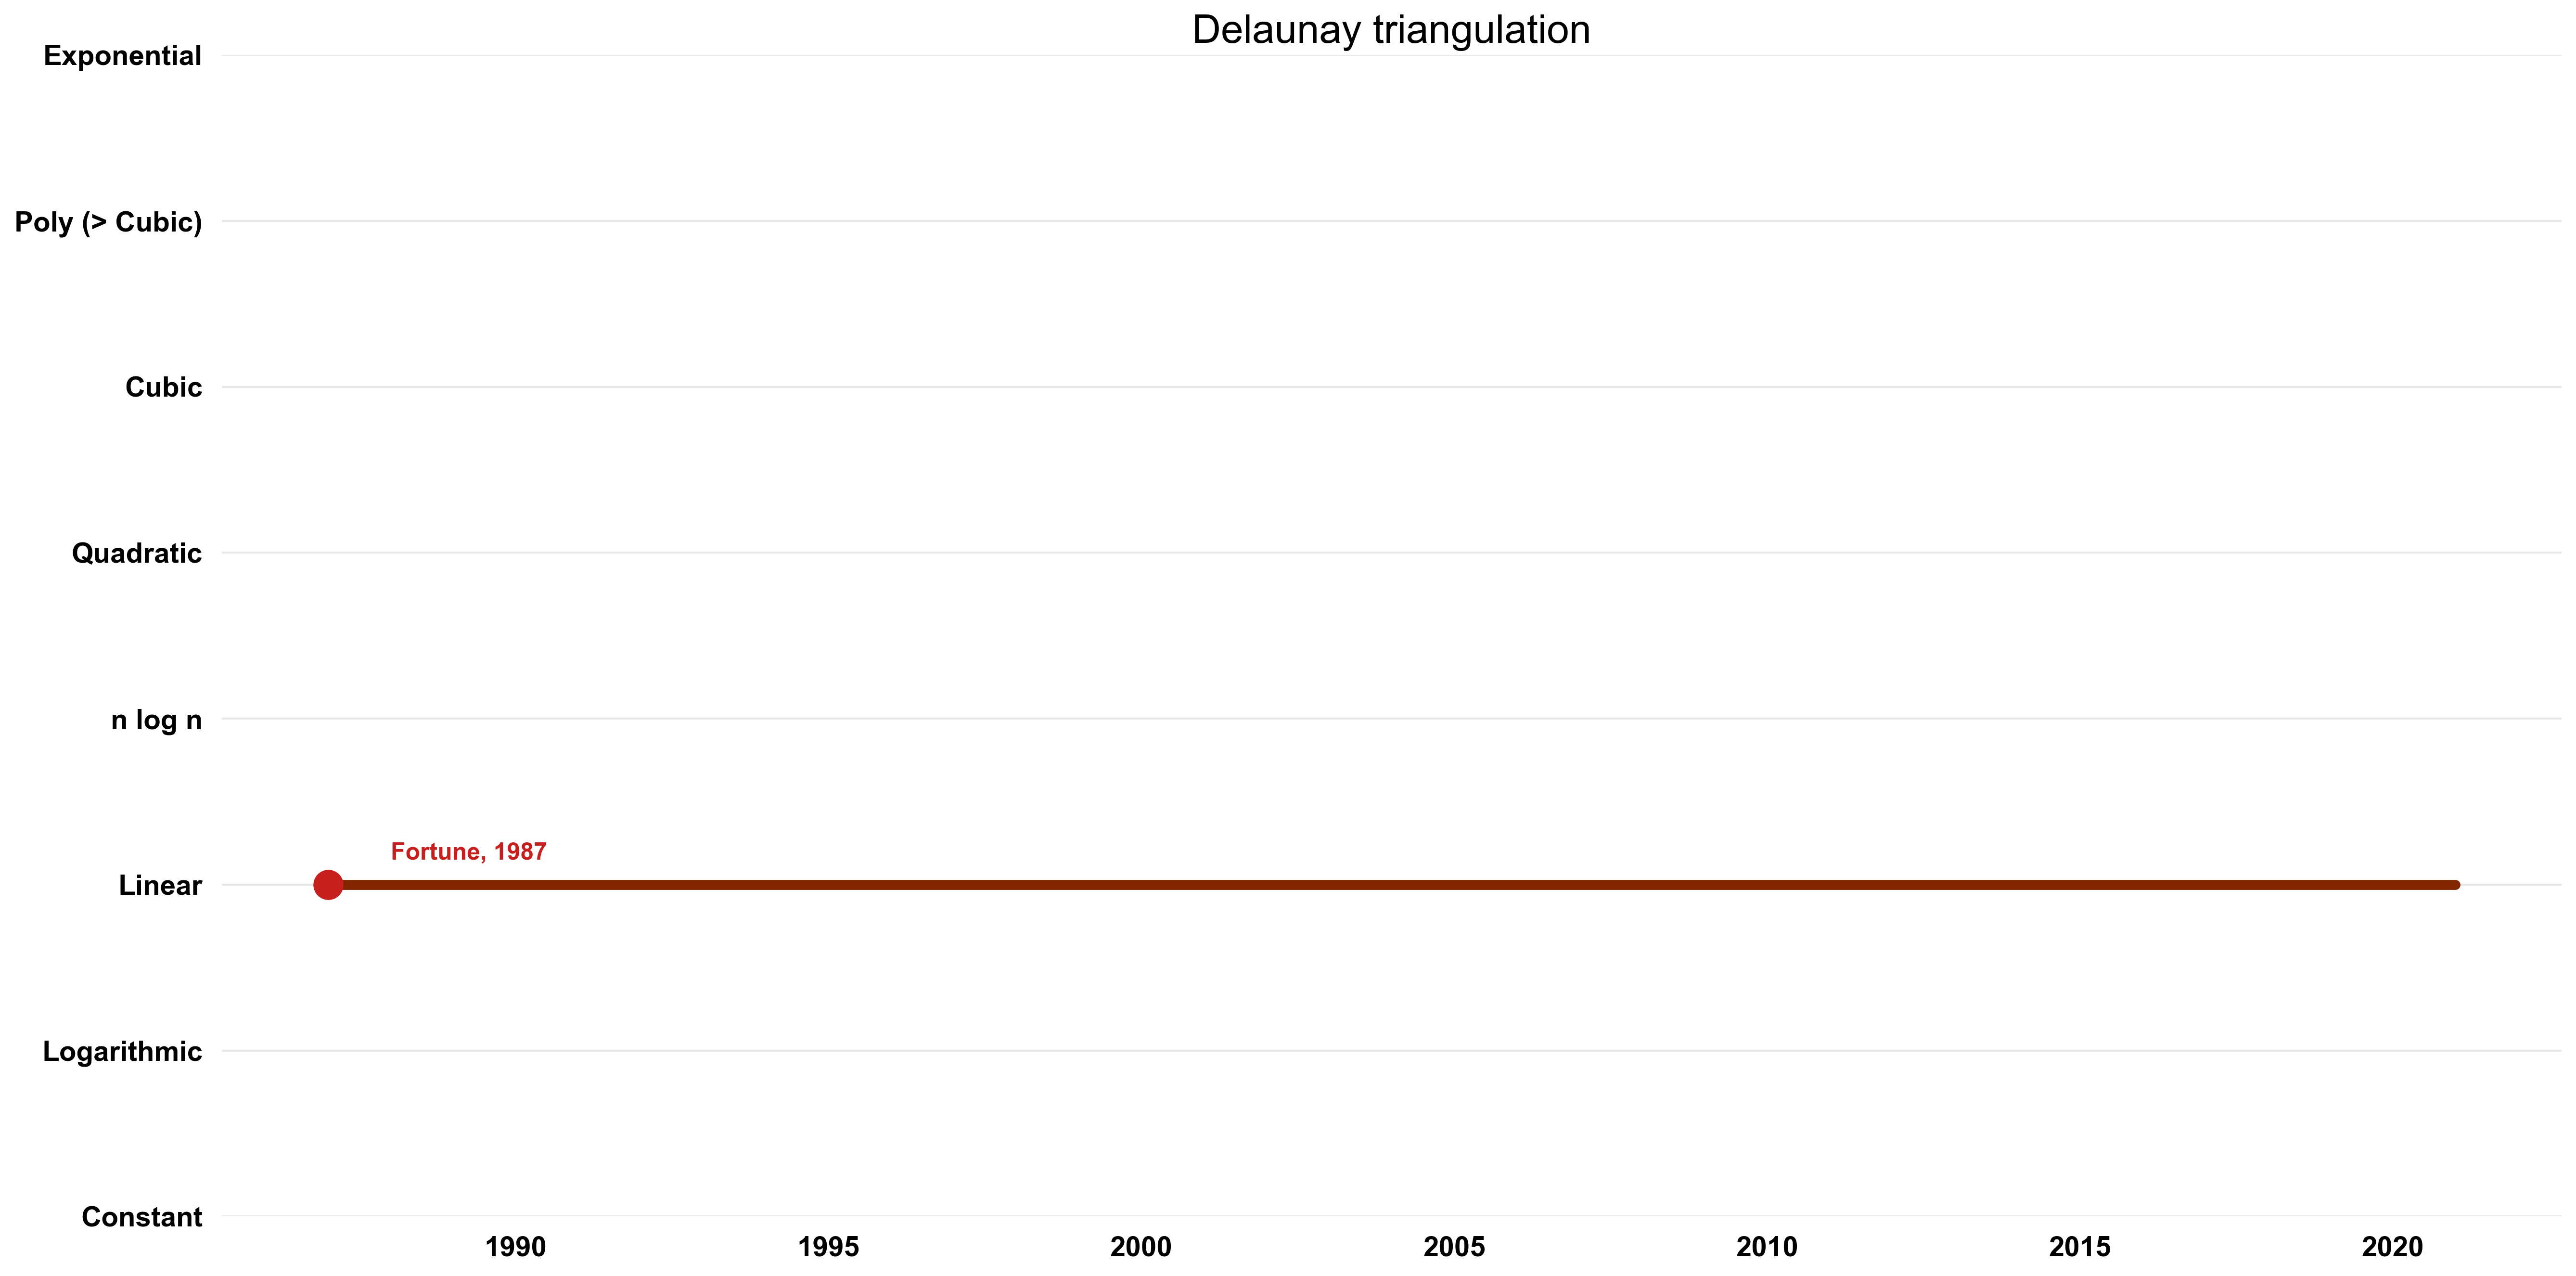 Delaunay triangulation
Exponential
Poly (> Cubic)
Cubic
Quadratic
n log n
Fortune, 1987
Linear
Logarithmic
Constant
1990 1995 2000 2005 2010 2015 2020